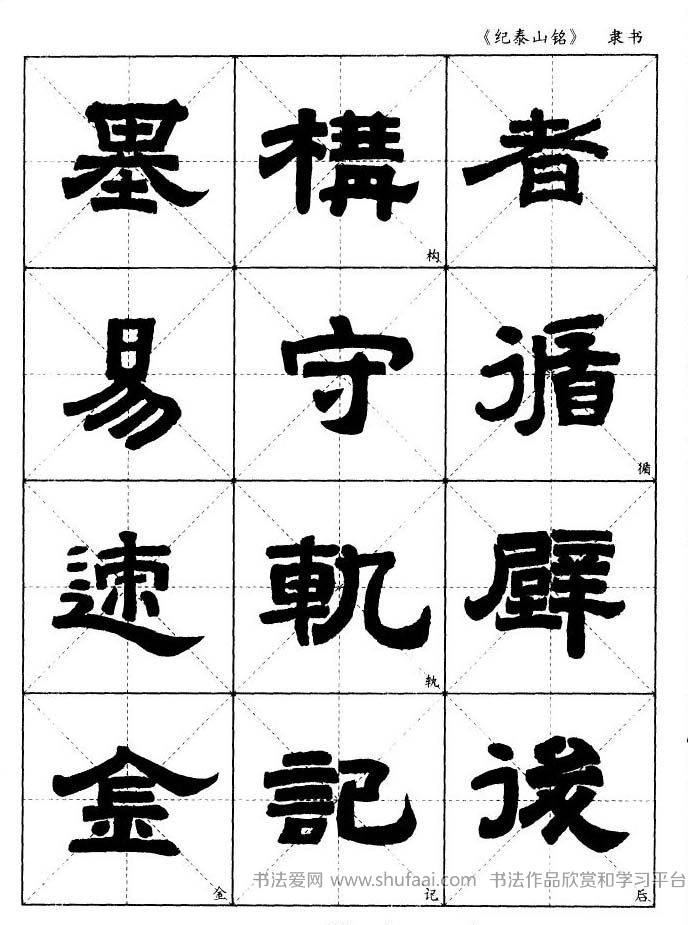 《纪泰山铭》 隶书
者循辟後
循
后
構守軌記
构
轨
记
墨易速金
金
书法爱网 www.shufaai.com 书法作品欣赏和学习平台